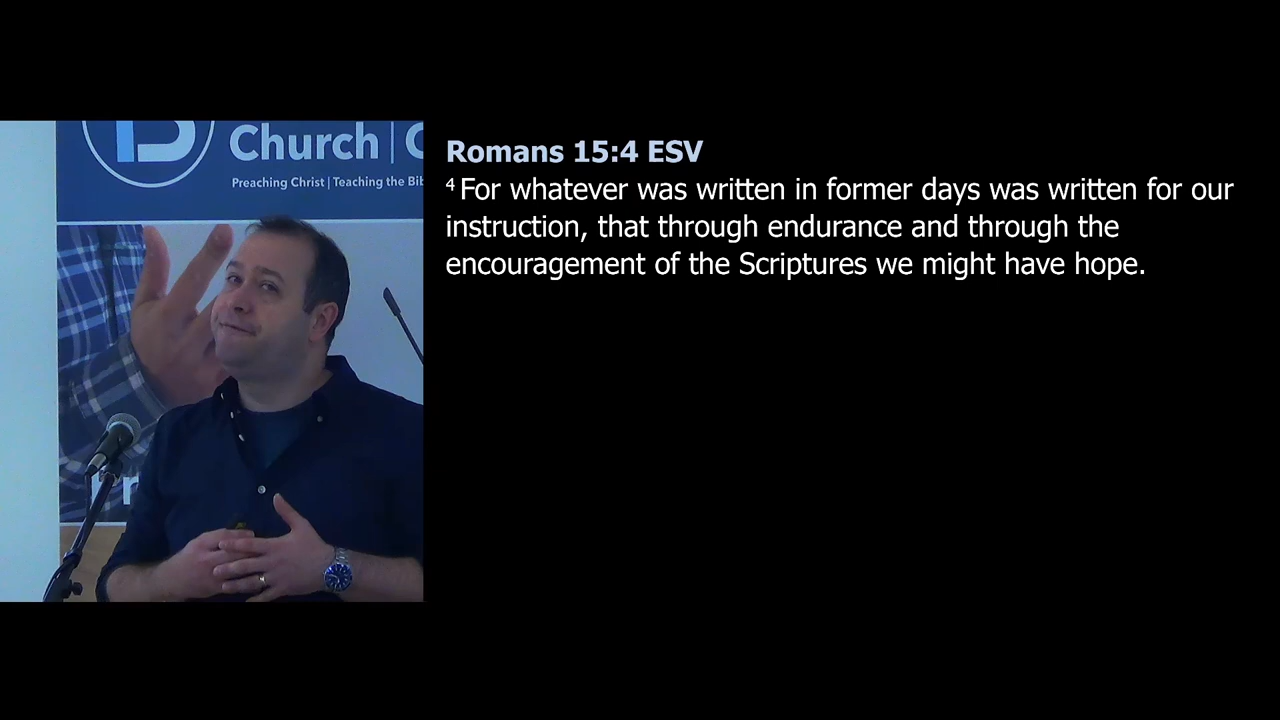 Church | C
Preaching Christ | Teaching the Bib
Romans 15:4 ESV
4 For whatever was written in former days was written for our
instruction, that through endurance and through the
encouragement of the Scriptures we might have hope.